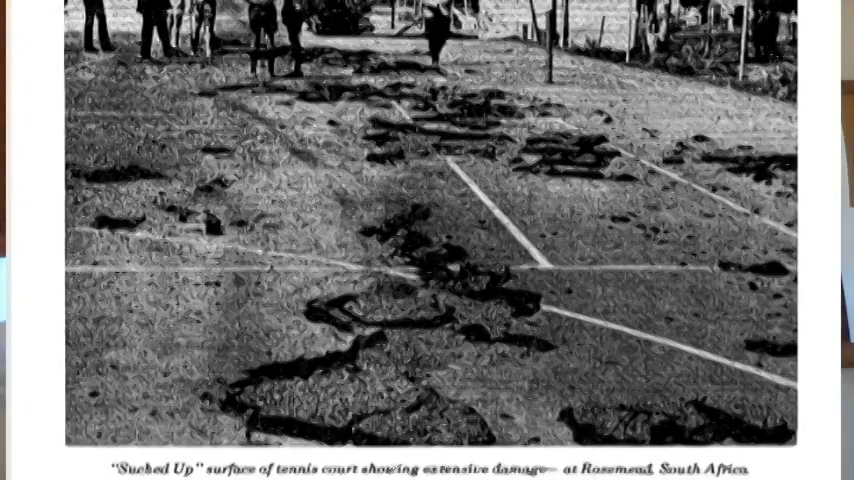 "Sucked Up" surface of tennis court showing extensive damage— at Rosemead, South Africa